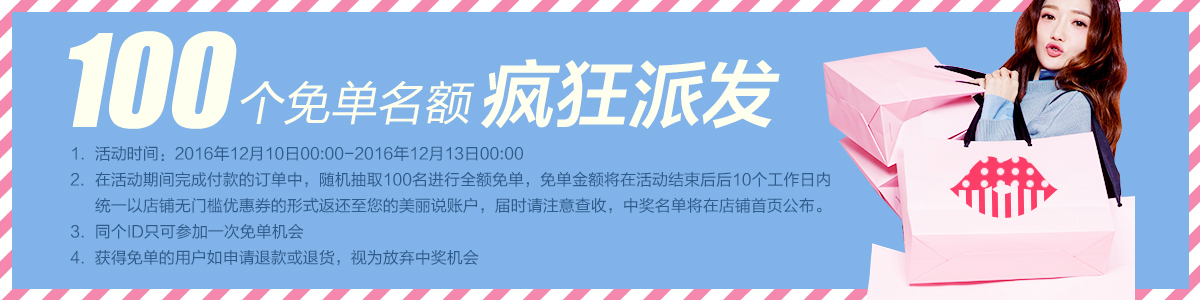 100个免单名额 疯狂派发
1. 活动时间：2016年12月10日00:00-2016年12月13日00:00
2. 在活动期间完成付款的订单中，随机抽取100名进行全额免单，免单金额将在活动结束后后10个工作日内
统一以店铺无门槛优惠券的形式返还至您的美丽说账户，届时请注意查收，中奖名单将在店铺首页公布。
3. 同个ID只可参加一次免单机会
4. 获得免单的用户如申请退款或退货，视为放弃中奖机会